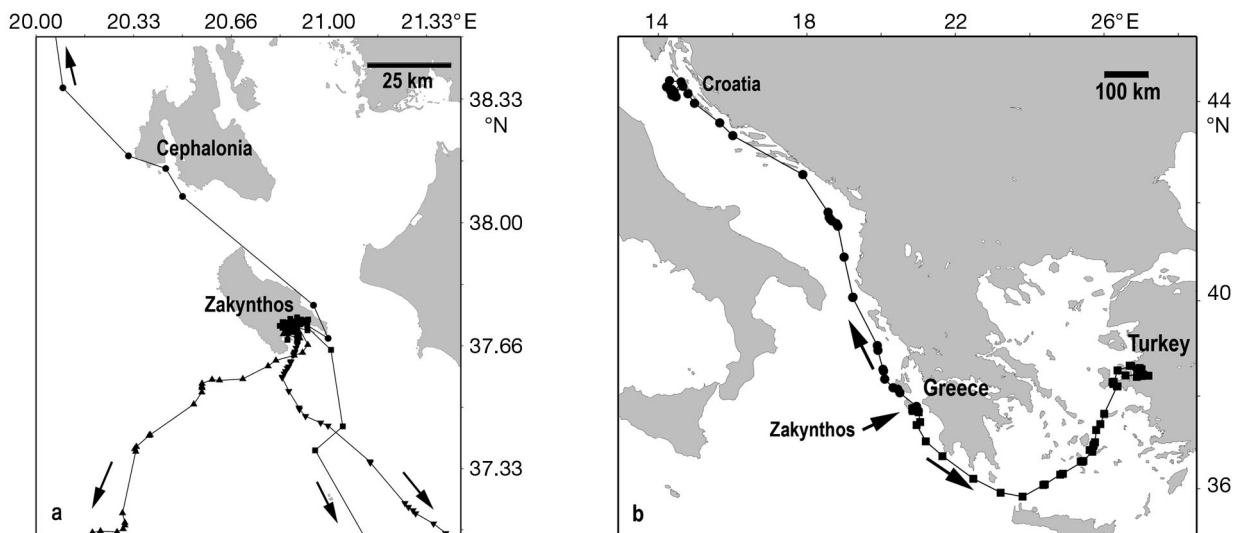 20.00 20.33 20.66 21.00 21.33°E
25 km
38.33
°N
Cephalonia
38.00
Zakynthos
37.66
37.33
a
14 18 22 26°E
Croatia
100 km
44
°N
40
Turkey
Greece
Zakynthos
36
b